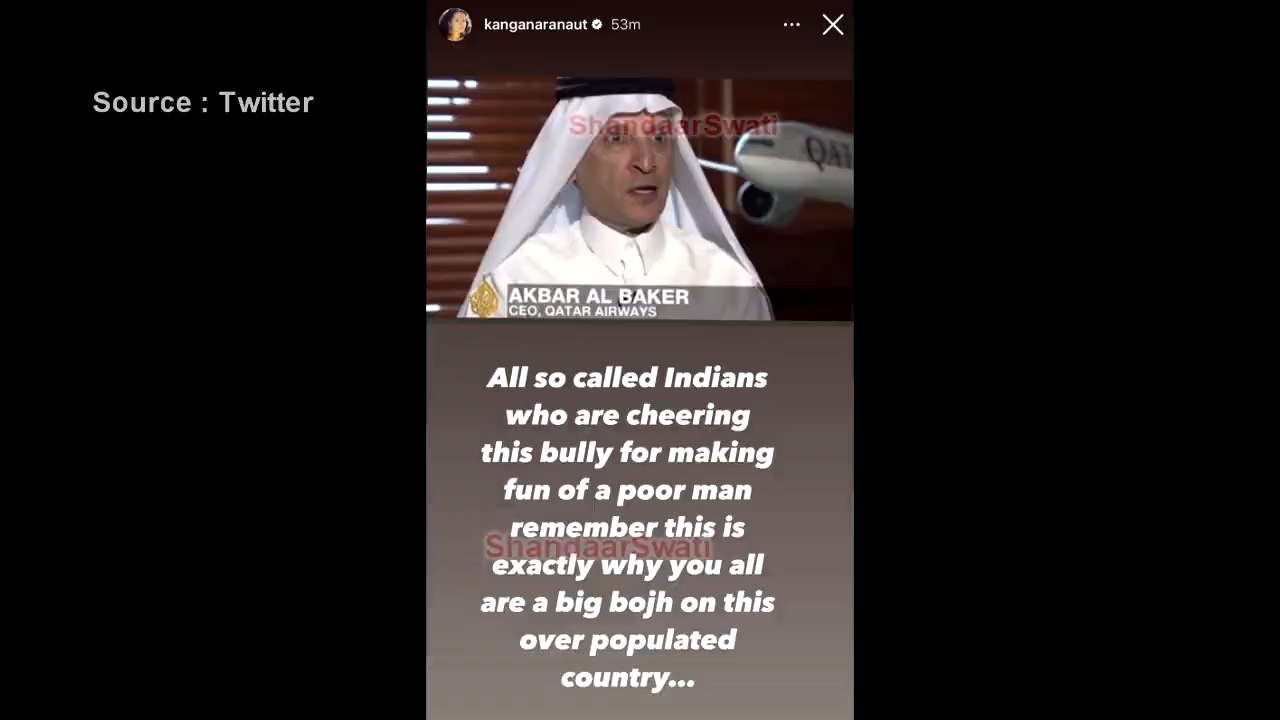 kanganaranaut 53m
Source : Twitter
ShandaarSwati
QAT
AKBAR AL BAKER
CEO, QATAR AIRWAYS
All so called Indians
who are cheering
this bully for making
fun of a poor man
remember this is
ShandaarSwati
exactly why you all
are a big bojh on this
over populated
country...